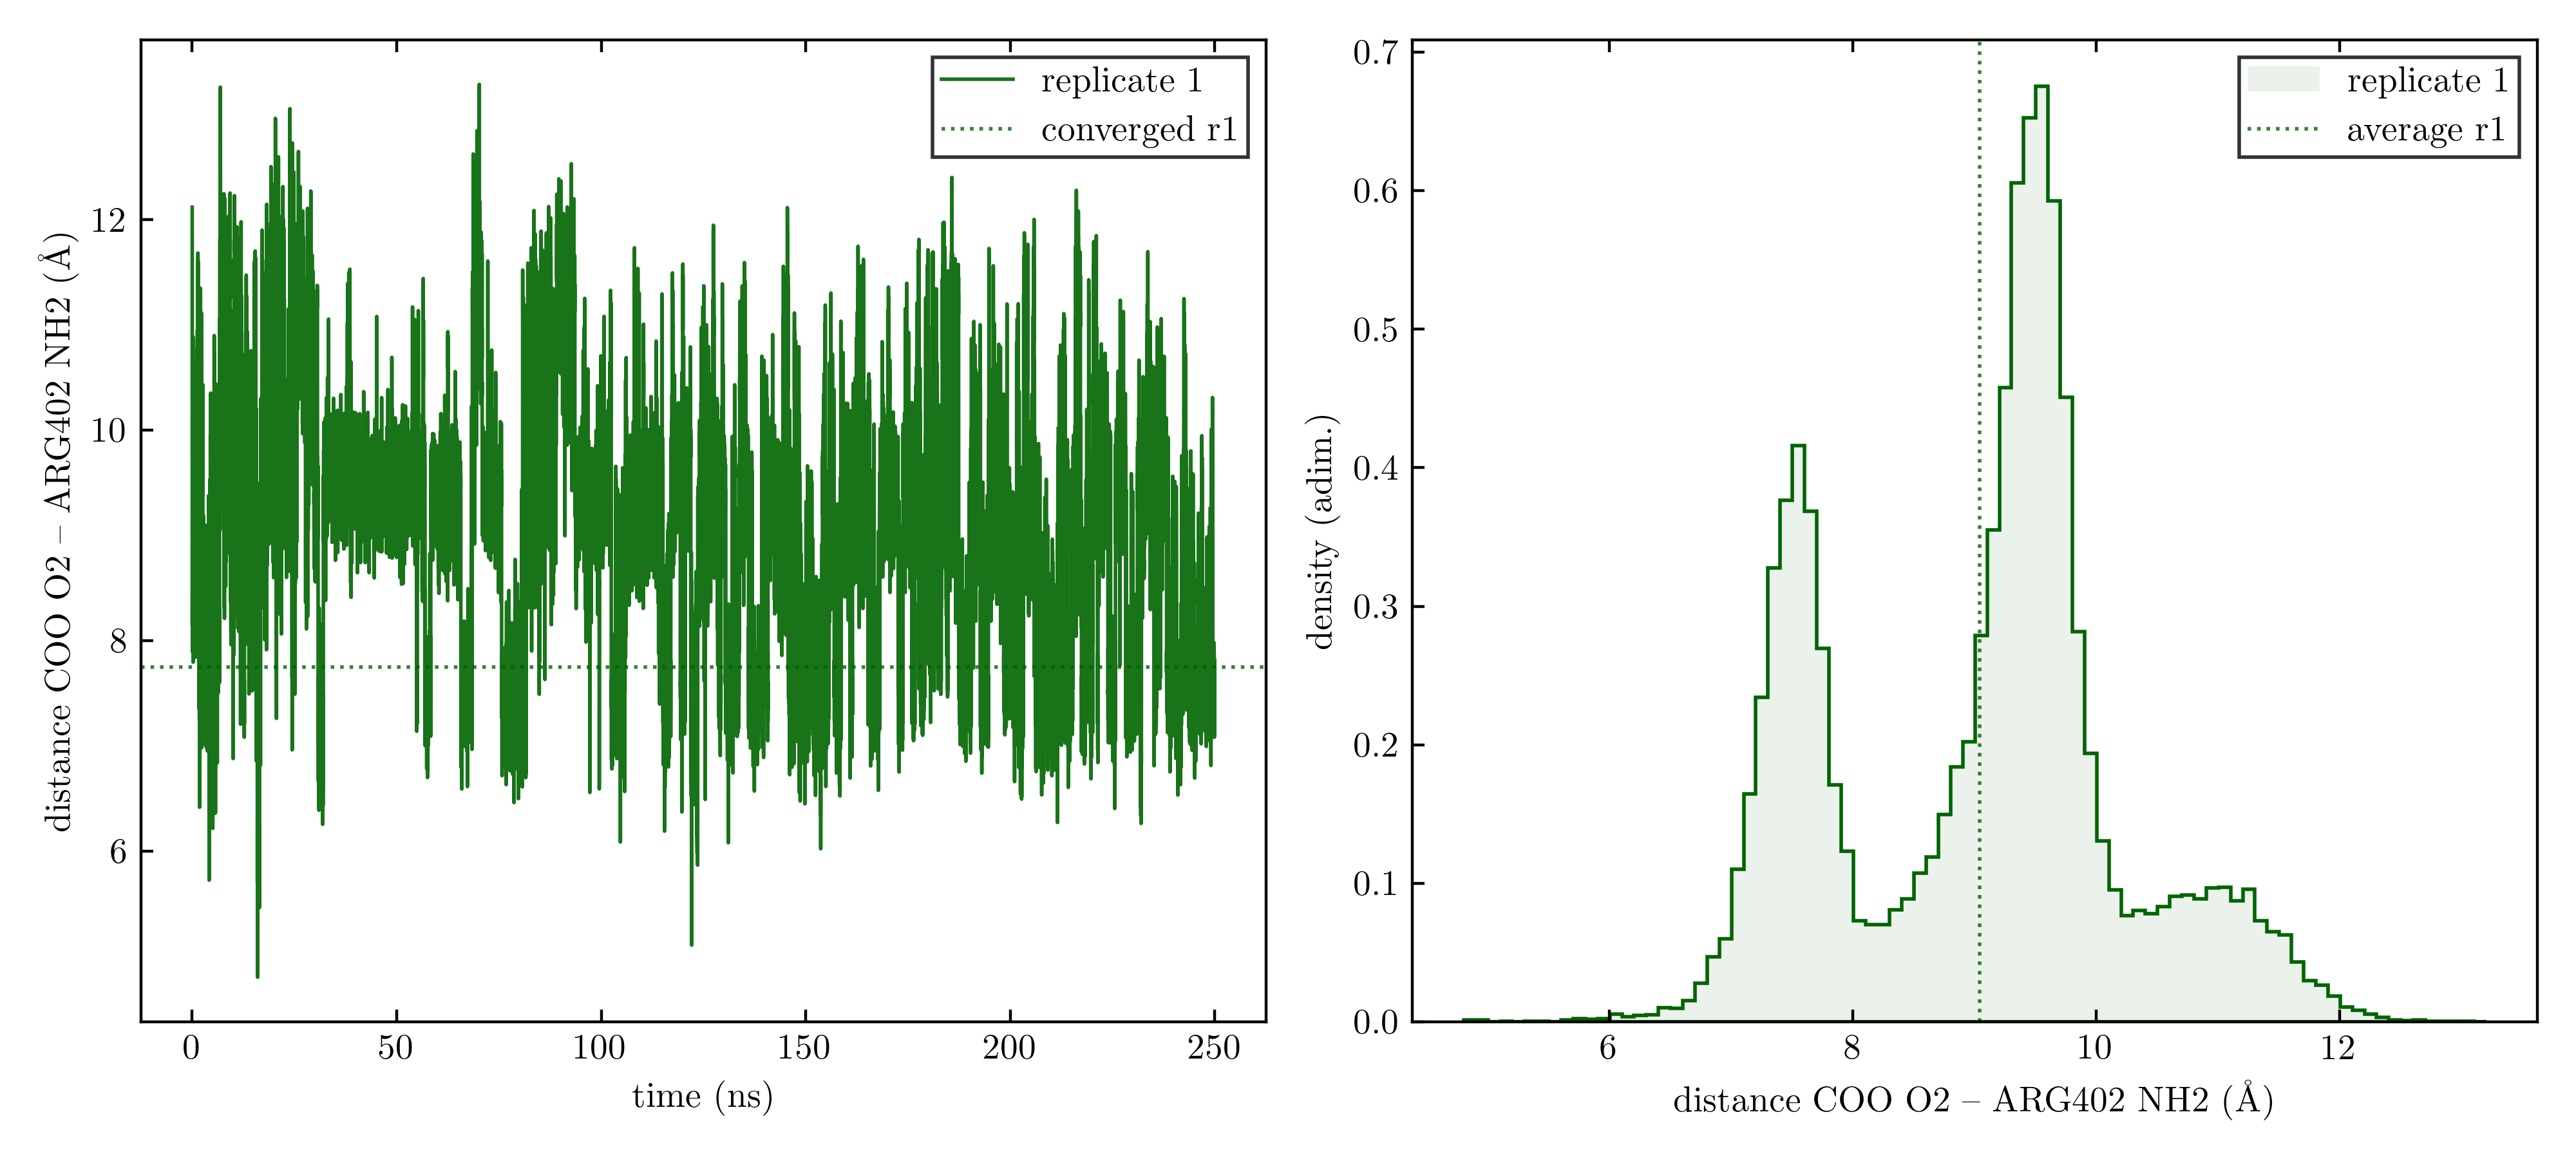 distance COO O2 – ARG402 NH2 (Å)
12
10
8
6
0 50 100 150 200 250
time (ns)
replicate 1
converged r1
density (adim.)
0.7
0.6
0.5
0.4
0.3
0.2
0.1
0.0
6 8 10 12
distance COO O2 – ARG402 NH2 (Å)
replicate 1
average r1